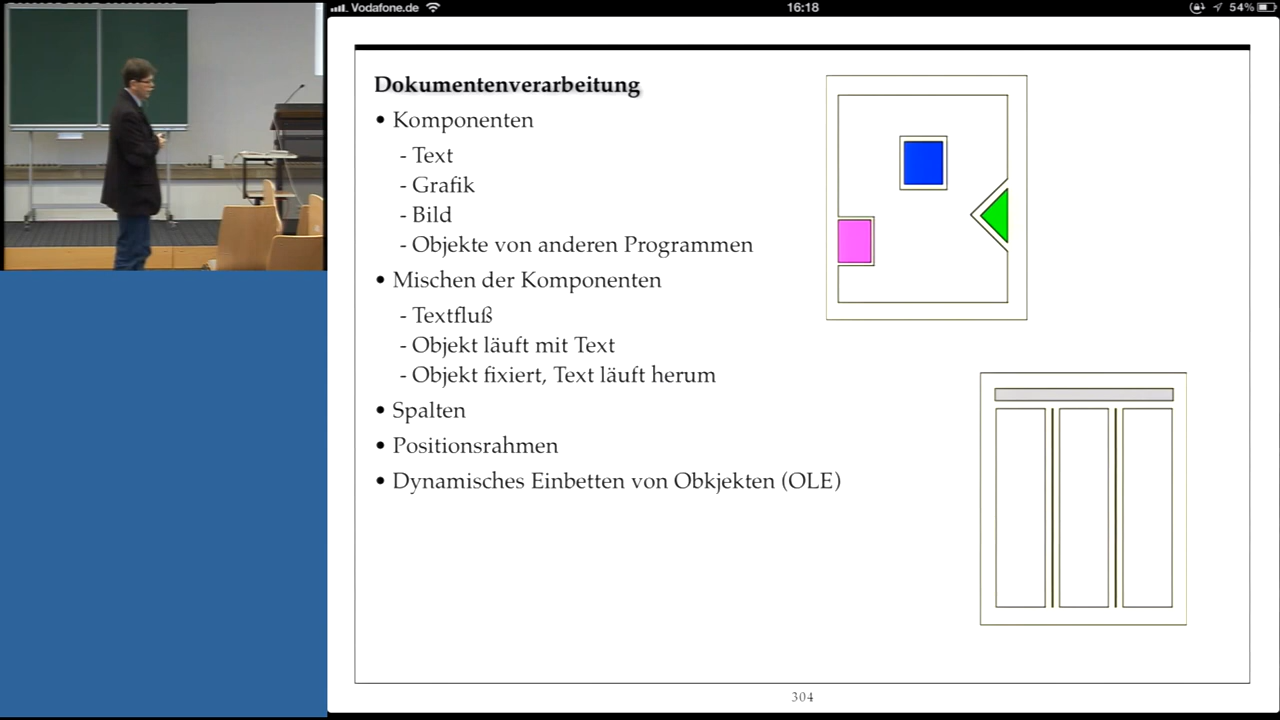 Vodafone.de
16:18
54%
Dokumentenverarbeitung
• Komponenten
- Text
- Grafik
- Bild
- Objekte von anderen Programmen
• Mischen der Komponenten
- Textfluß
- Objekt läuft mit Text
- Objekt fixiert, Text läuft herum
• Spalten
• Positionsrahmen
• Dynamisches Einbetten von Obkjekten (OLE)
304